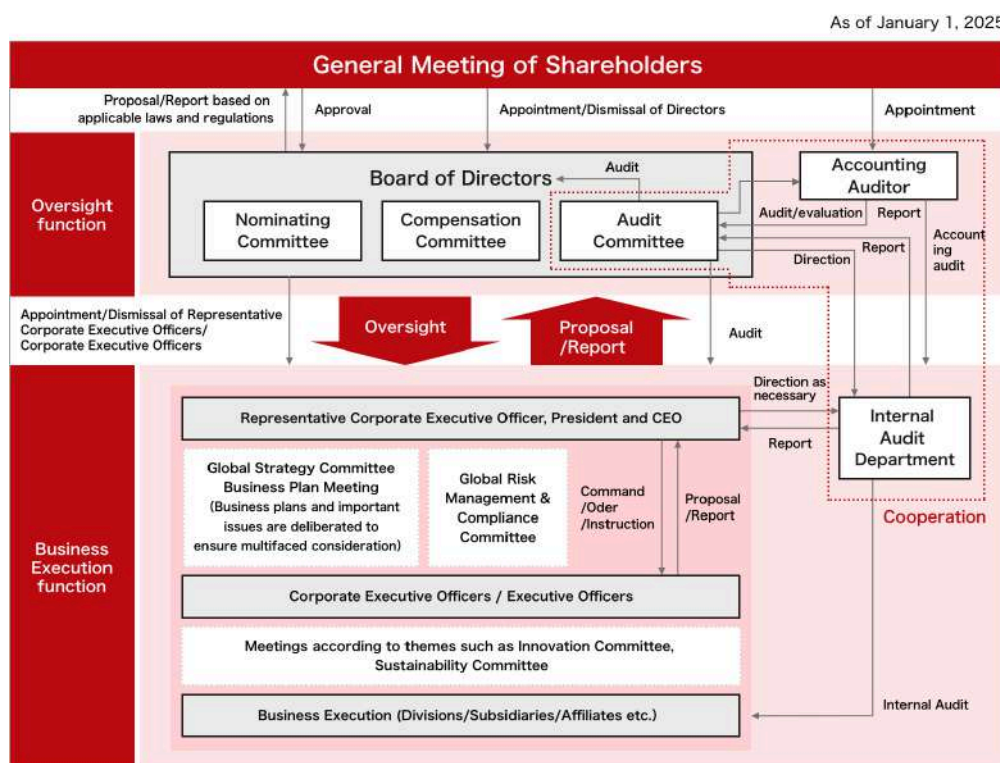 As of January 1, 2025
General Meeting of Shareholders
Proposal/Report based on
applicable laws and regulations
Approval
Appointment/Dismissal of Directors
Appointment
Oversight
function
Board of Directors
Audit
Nominating
Committee
Compensation
Committee
Audit
Committee
Accounting
Auditor
Audit/evaluation
Report
Report
Direction
Account
ing
audit
Appointment/Dismissal of Representative
Corporate Executive Officers/
Corporate Executive Officers
Oversight
Proposal
/Report
Audit
Business
Execution
function
Representative Corporate Executive Officer, President and CEO
Direction as
necessary
Report
Internal
Audit
Department
Cooperation
Global Strategy Committee
Business Plan Meeting
(Business plans and important
issues are deliberated to
ensure multifaced consideration)
Global Risk
Management &
Compliance
Committee
Command
/Oder
/Instruction
Proposal
/Report
Corporate Executive Officers / Executive Officers
Meetings according to themes such as Innovation Committee,
Sustainability Committee
Business Execution (Divisions/Subsidiaries/Affiliates etc.)
Internal Audit